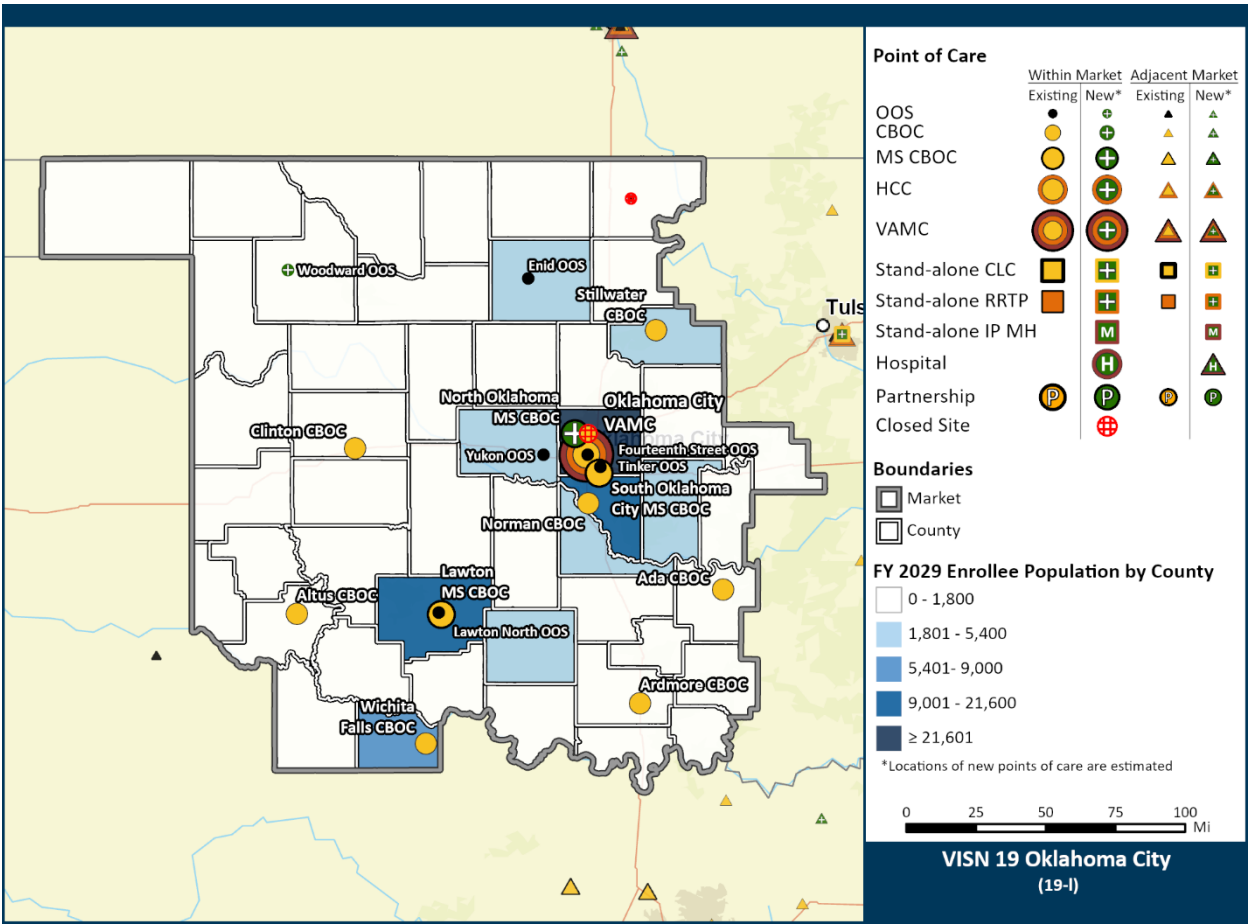 Woodward OOS
Enid OOS
Stillwater
CBOC
Tuls
North Oklahoma
MS CBOC
Oklahoma City
VAMC
Clinton CBOC
Yukon OOS
Fourteenth Street OOS
Tinker OOS
South Oklahoma
City MS CBOC
Norman CBOC
Ada CBOC
Lawton
MS CBOC
Altus CBOC
Lawton North OOS
Ardmore CBOC
Wichita
Falls CBOC
Point of Care
Within Market Adjacent Market
Existing New* Existing New*
OOS
CBOC
MS CBOC
HCC
VAMC
Stand-alone CLC
Stand-alone RRTP
Stand-alone IP MH
M M
Hospital
H H
Partnership
P P P P
Closed Site
Boundaries
Market
County
FY 2029 Enrollee Population by County
0 - 1,800
1,801 - 5,400
5,401- 9,000
9,001 - 21,600
≥ 21,601
*Locations of new points of care are estimated
0 25 50 75 100
Mi
VISN 19 Oklahoma City
(19-l)